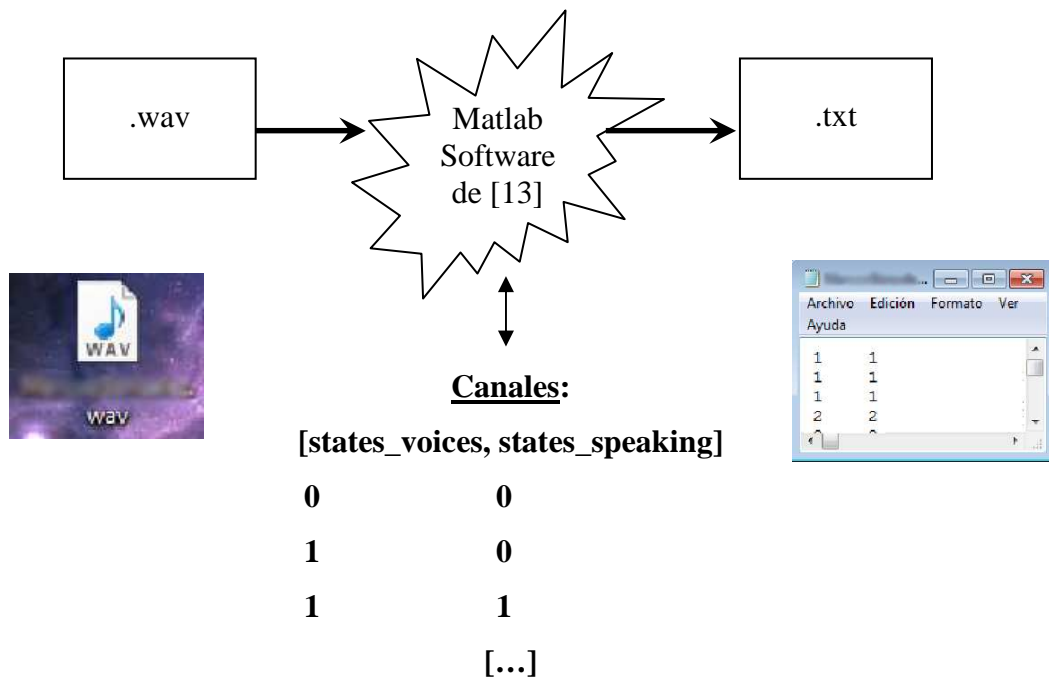 .wav
Matlab
Software
de [13]
.txt
WAV
wav
...
Archivo Edición Formato Ver
Ayuda
1 1
1 1
1 1
2 2
Canales:
[states_voices, states_speaking]
0 0
1 0
1 1
[…]